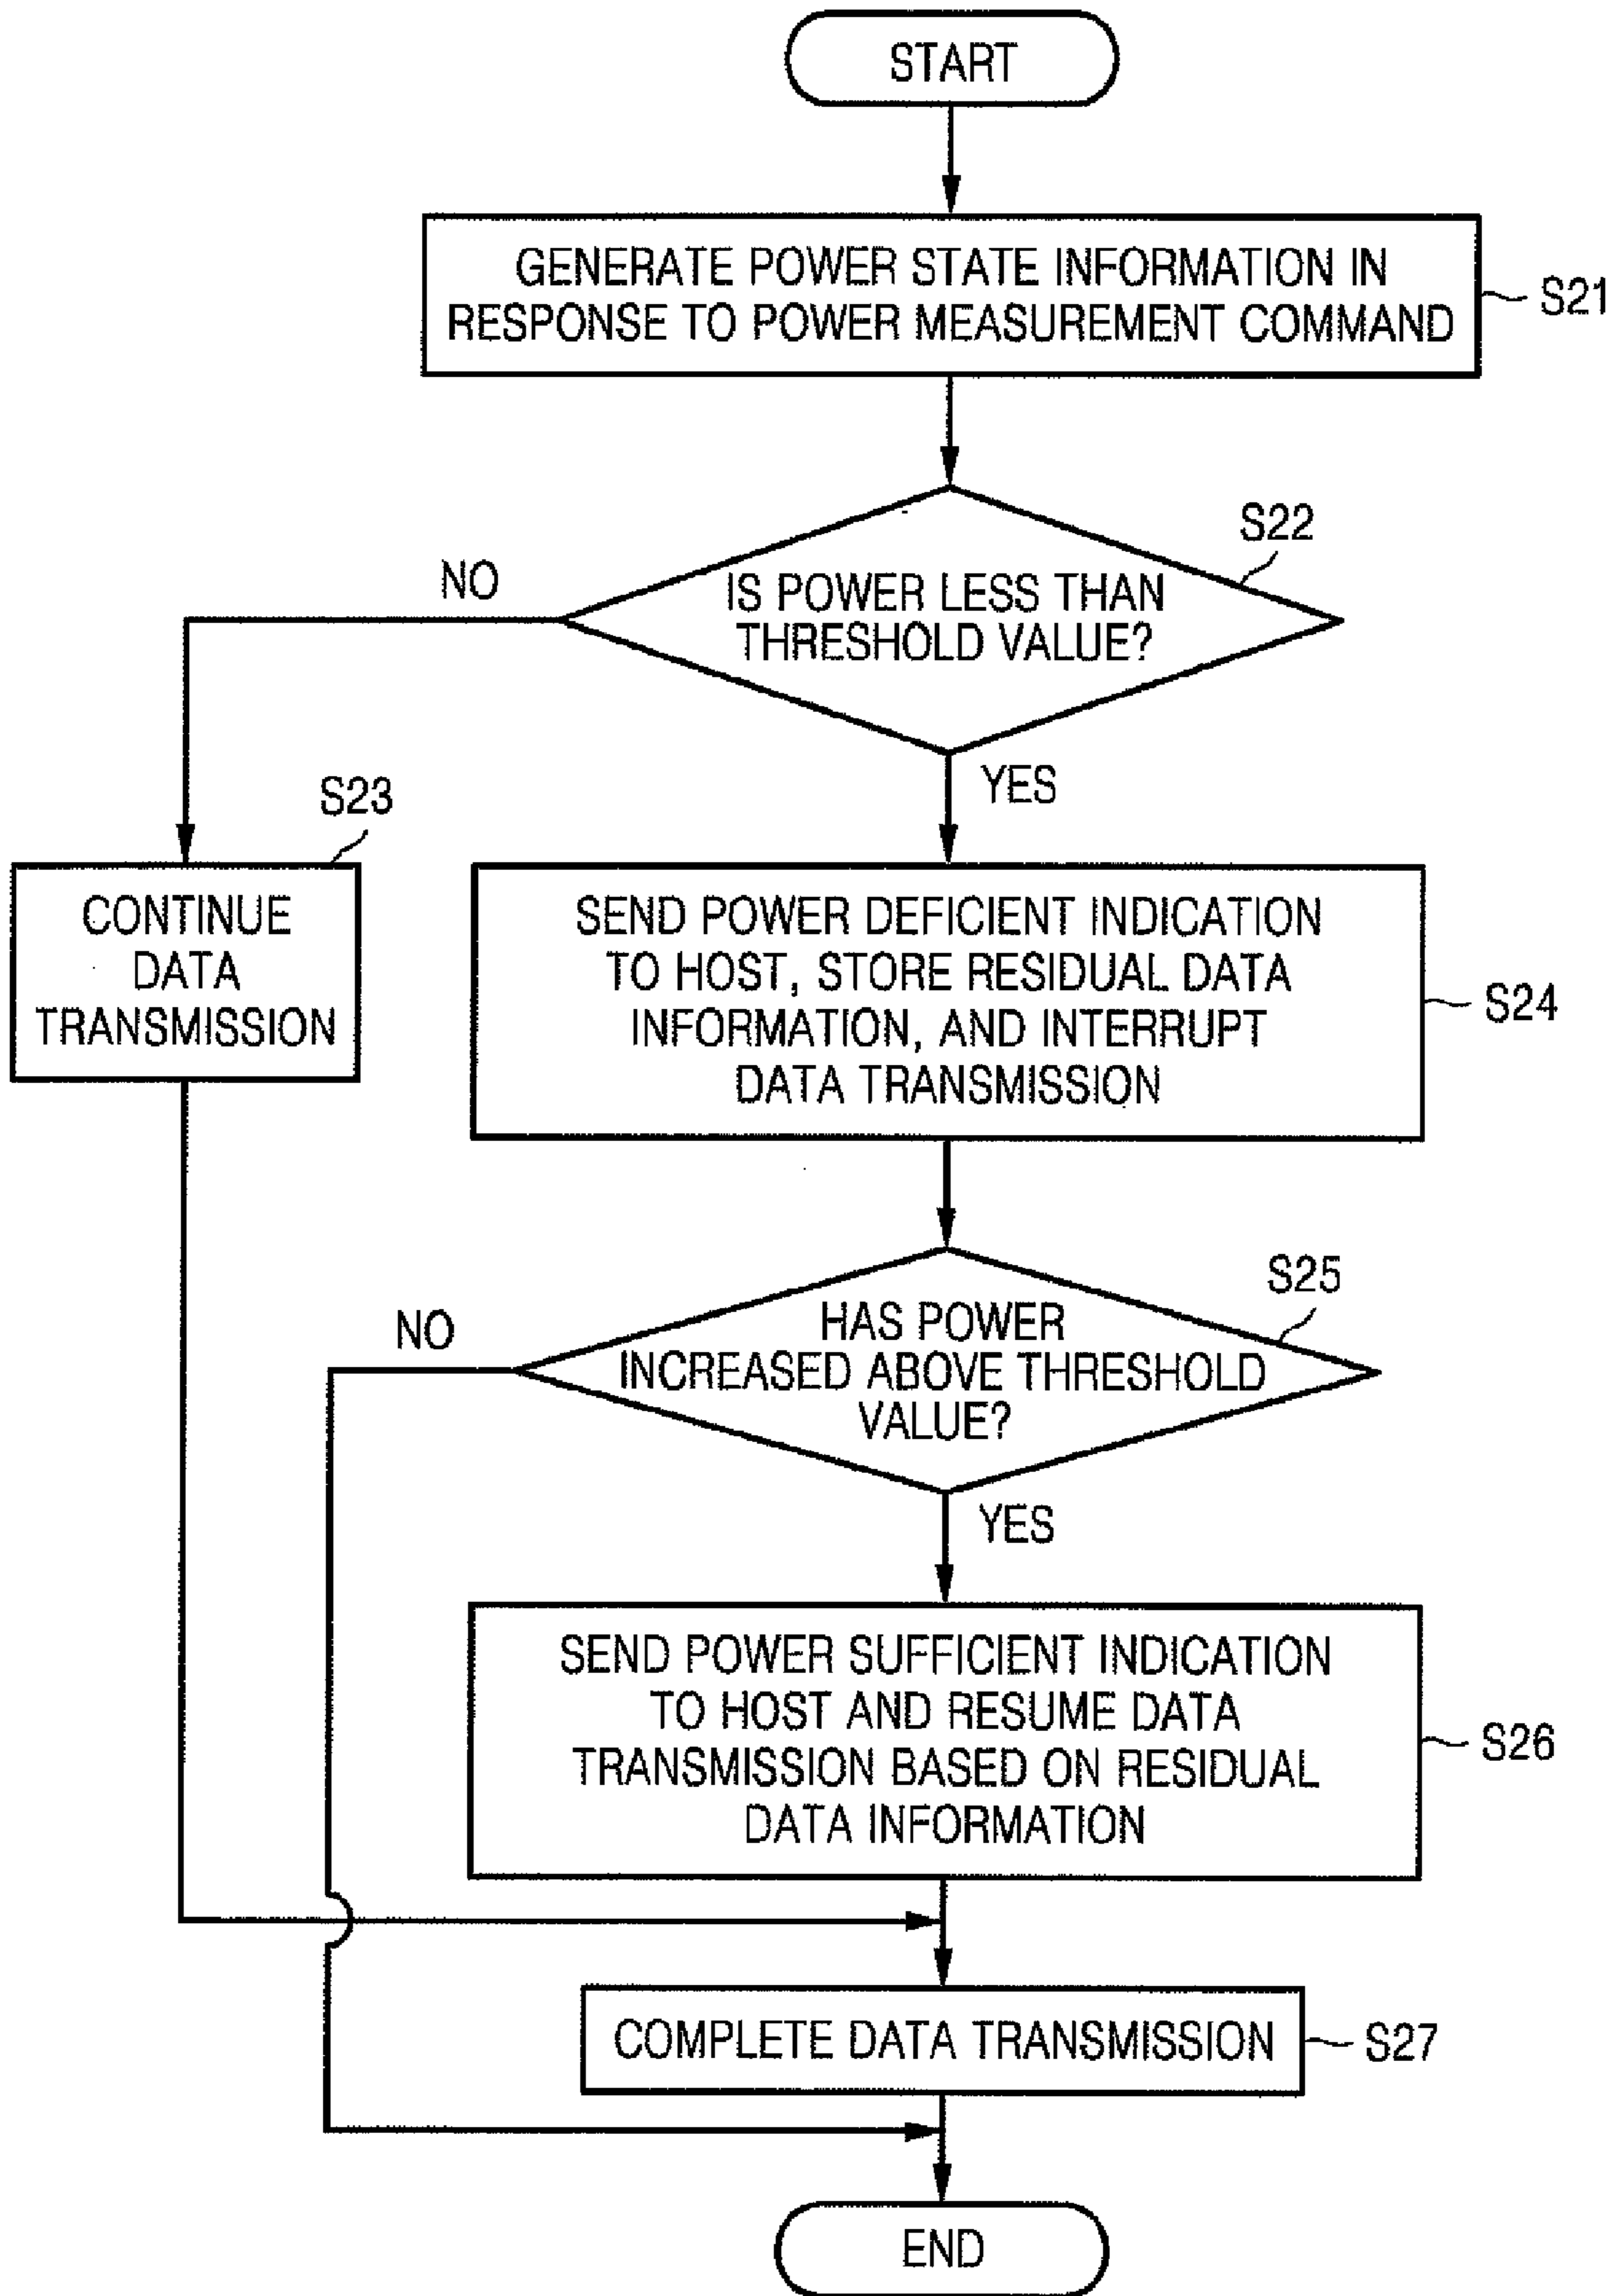 START
GENERATE POWER STATE INFORMATION IN
RESPONSE TO POWER MEASUREMENT COMMAND
S21
S22
NO
IS POWER LESS THAN
THRESHOLD VALUE?
YES
S23
CONTINUE
DATA
TRANSMISSION
SEND POWER DEFICIENT INDICATION
TO HOST, STORE RESIDUAL DATA
INFORMATION, AND INTERRUPT
DATA TRANSMISSION
S24
S25
NO
HAS POWER
INCREASED ABOVE THRESHOLD
VALUE?
YES
SEND POWER SUFFICIENT INDICATION
TO HOST AND RESUME DATA
TRANSMISSION BASED ON RESIDUAL
DATA INFORMATION
S26
COMPLETE DATA TRANSMISSION
S27
END